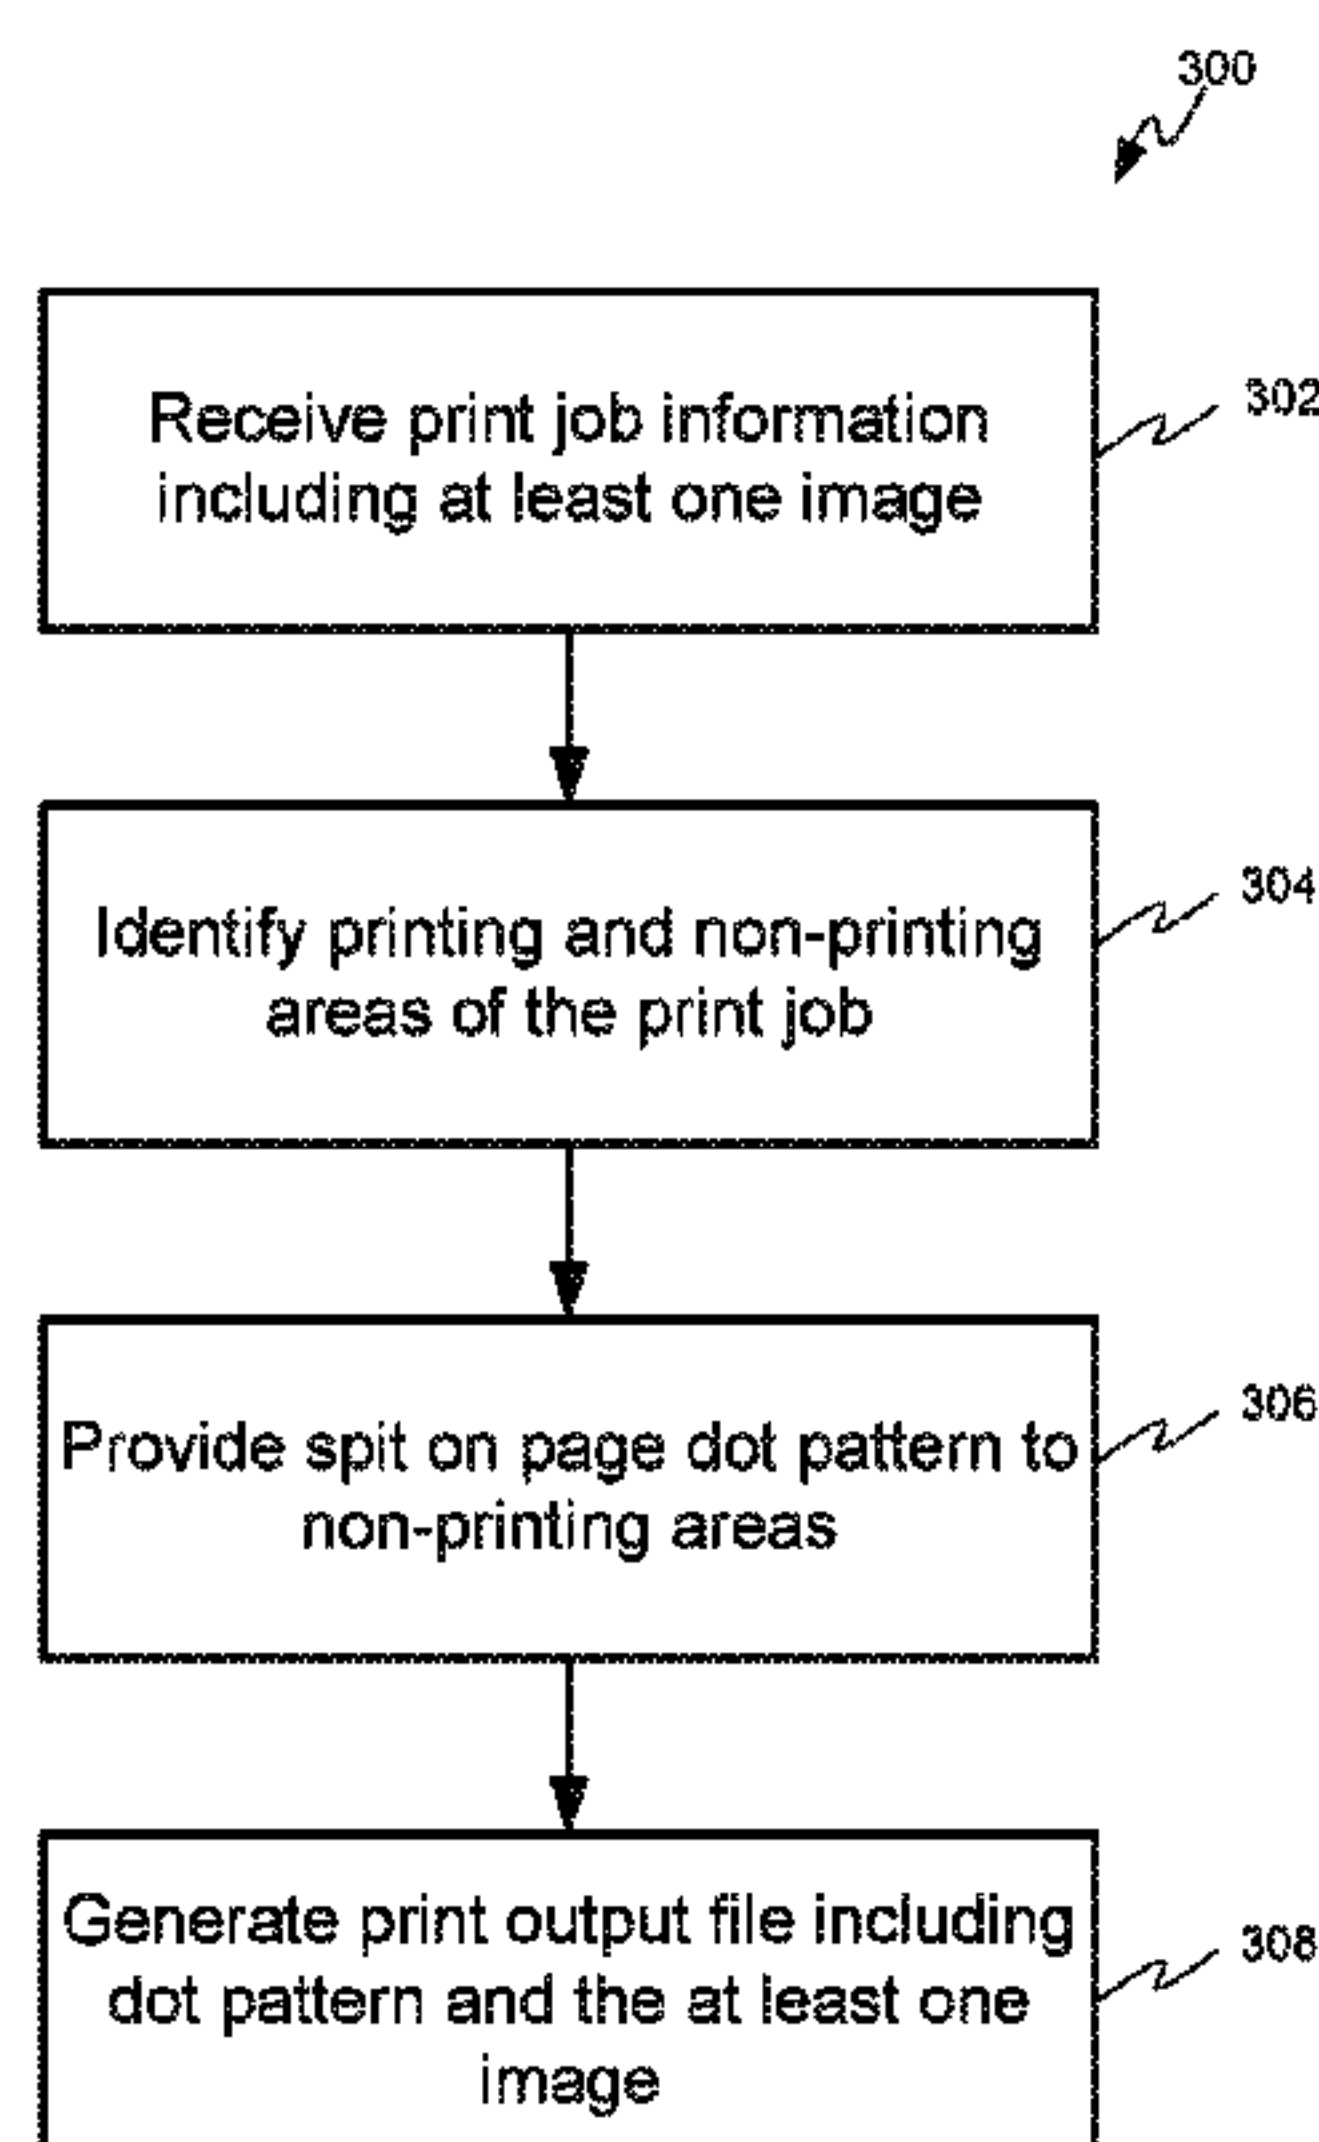 300
Receive print job information
including at least one image
302
Identify printing and non-printing
areas of the print job
304
Provide spit on page dot pattern to
non-printing areas
306
Generate print output file including
dot pattern and the at least one
image
308